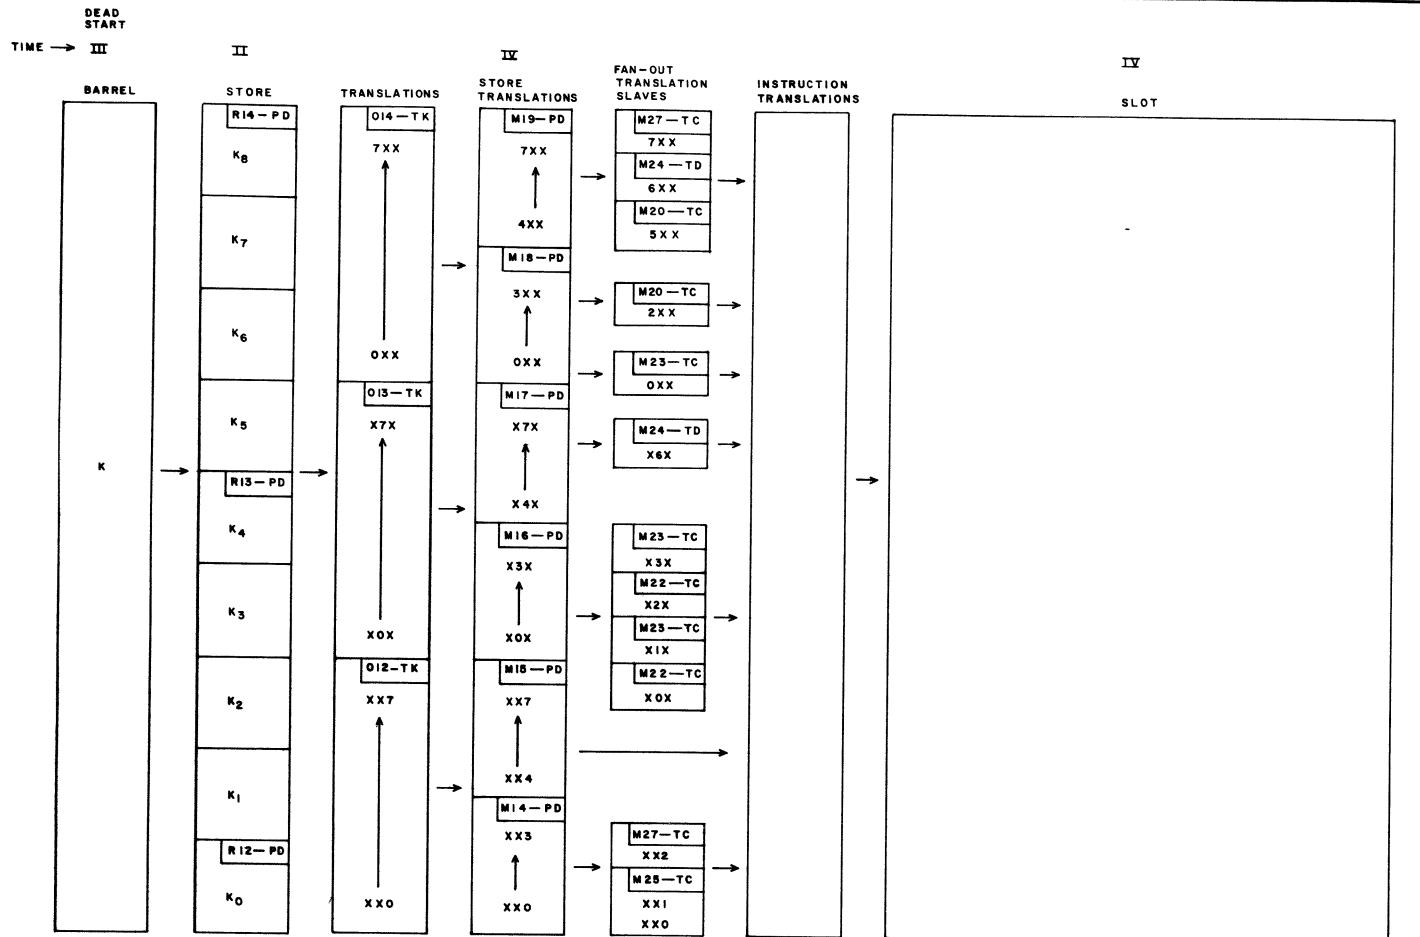 DEAD
START
TIME → III
II
IV
IV
BARREL
STORE
TRANSLATIONS
STORE
TRANSLATIONS
FAN-OUT
TRANSLATION
SLAVES
INSTRUCTION
TRANSLATIONS
SLOT
K
R14-PD
K8
K7
K6
K5
R13-PD
K4
K3
K2
K1
R12-PD
K0
014-TK
7XX
0XX
013-TK
X7X
X0X
012-TK
XX7
XX0
M19-PD
7XX
4XX
M18-PD
3XX
0XX
M17-PD
X7X
X4X
M16-PD
X3X
X0X
M15-PD
XX7
XX4
M14-PD
XX3
XX0
M27-TC
7XX
M24-TD
6XX
M20-TC
5XX
M20-TC
2XX
M23-TC
0XX
M24-TD
X6X
M23-TC
X3X
M22-TC
X2X
M23-TC
X1X
M22-TC
X0X
M27-TC
XX2
M25-TC
XX1
XX0